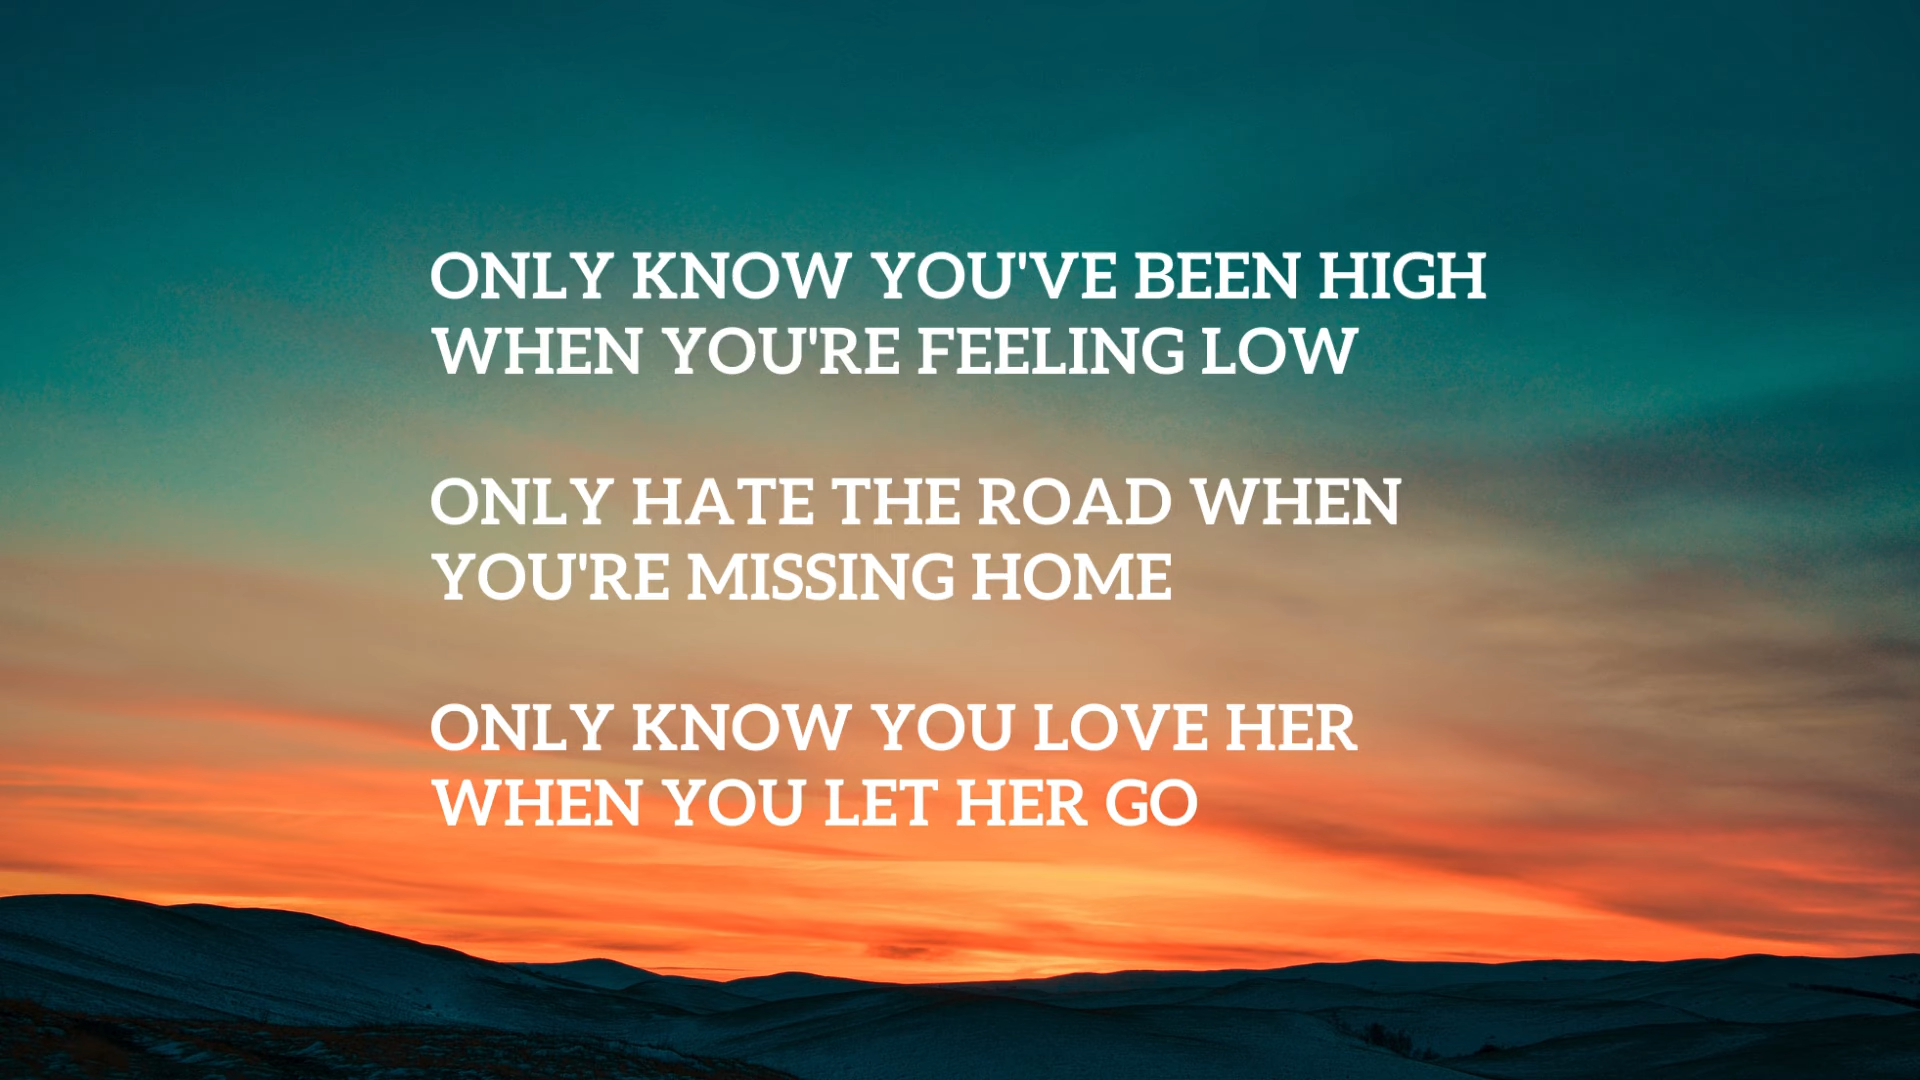 ONLY KNOW YOU'VE BEEN HIGH
WHEN YOU'RE FEELING LOW
ONLY HATE THE ROAD WHEN
YOU'RE MISSING HOME
ONLY KNOW YOU LOVE HER
WHEN YOU LET HER GO